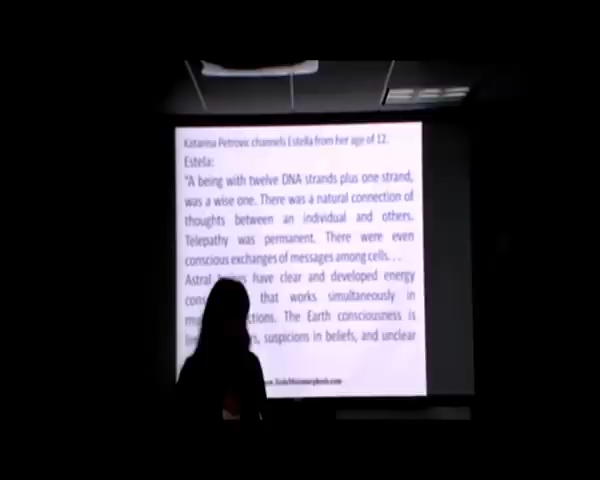 Katarina Petrovic channels Estella from her age of 12.
Estela:
"A being with twelve DNA strands plus one strand,
was a wise one. There was a natural connection of
thoughts between an individual and others.
Telepathy was permanent. There were even
conscious exchanges of messages among cells. . .
Astral have clear and developed energy
that works simultaneously in
The Earth consciousness is
suspicions in beliefs, and unclear